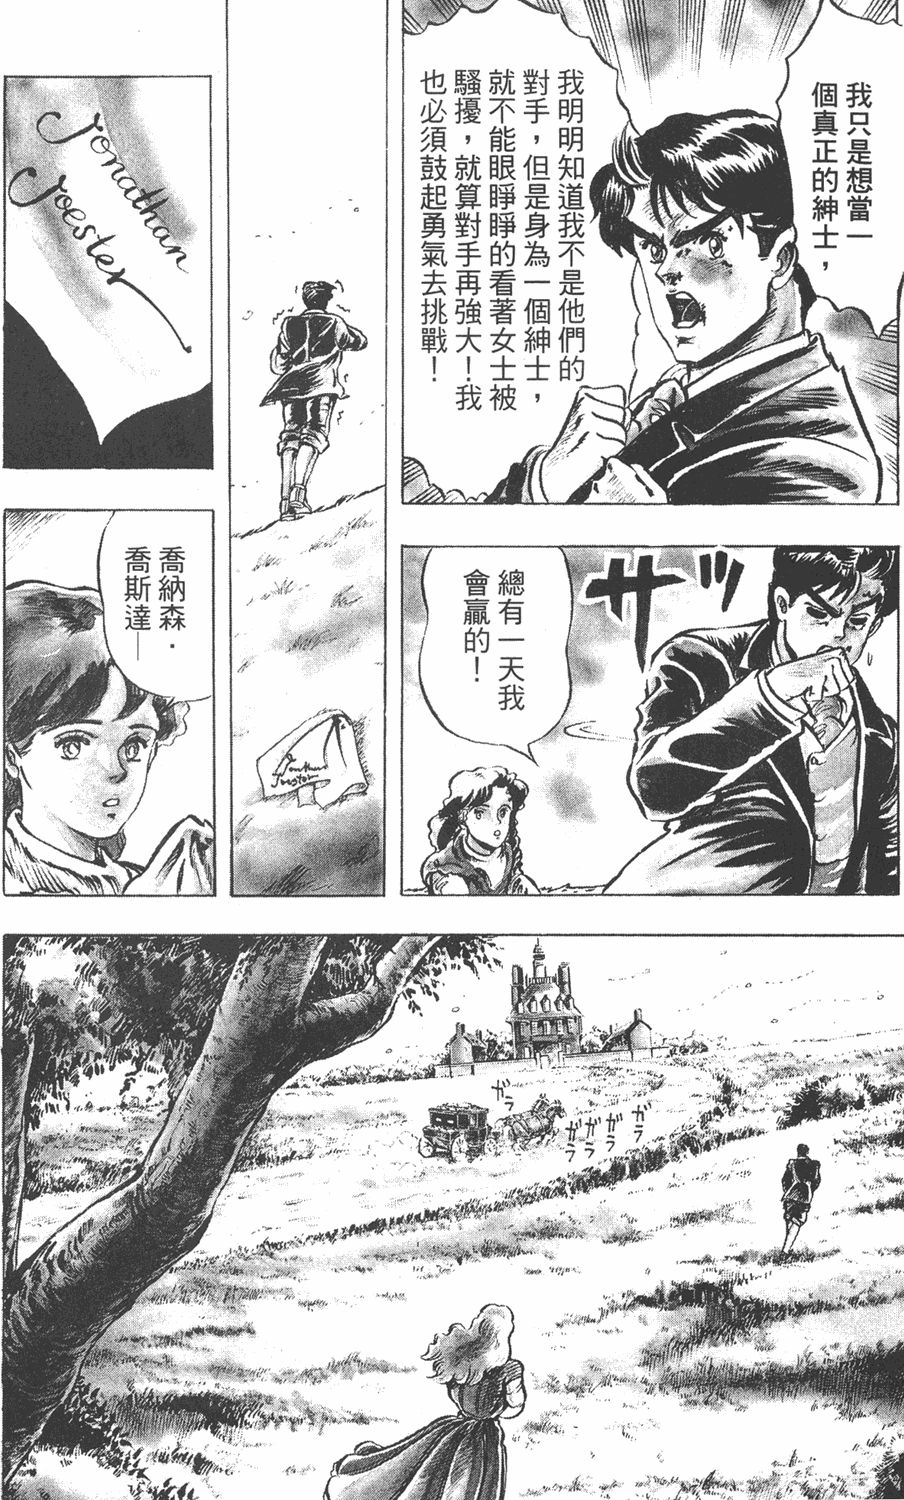 我只是想當一
個真正的紳士，
我明明知道我不是他們的
對手，但是身為一個紳士，
就不能眼睜睜的看著女士被
騷擾，就算對手再強大！我
也必須鼓起勇氣去挑戰！
サッ
總有一天我
會贏的！
Jonathan
Joester
Jonathan
Joester
喬納森．
喬斯達—
ガラ
ガラ
ガラ
ガラ
ガラ